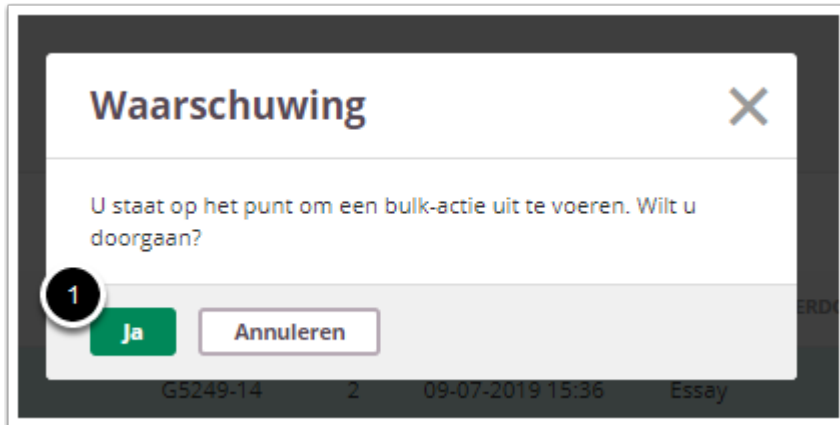 Waarschuwing
U staat op het punt om een bulk-actie uit te voeren. Wilt u
doorgaan?
1
Ja Annuleren
G5249-14 2 09-07-2019 15:36 Essay